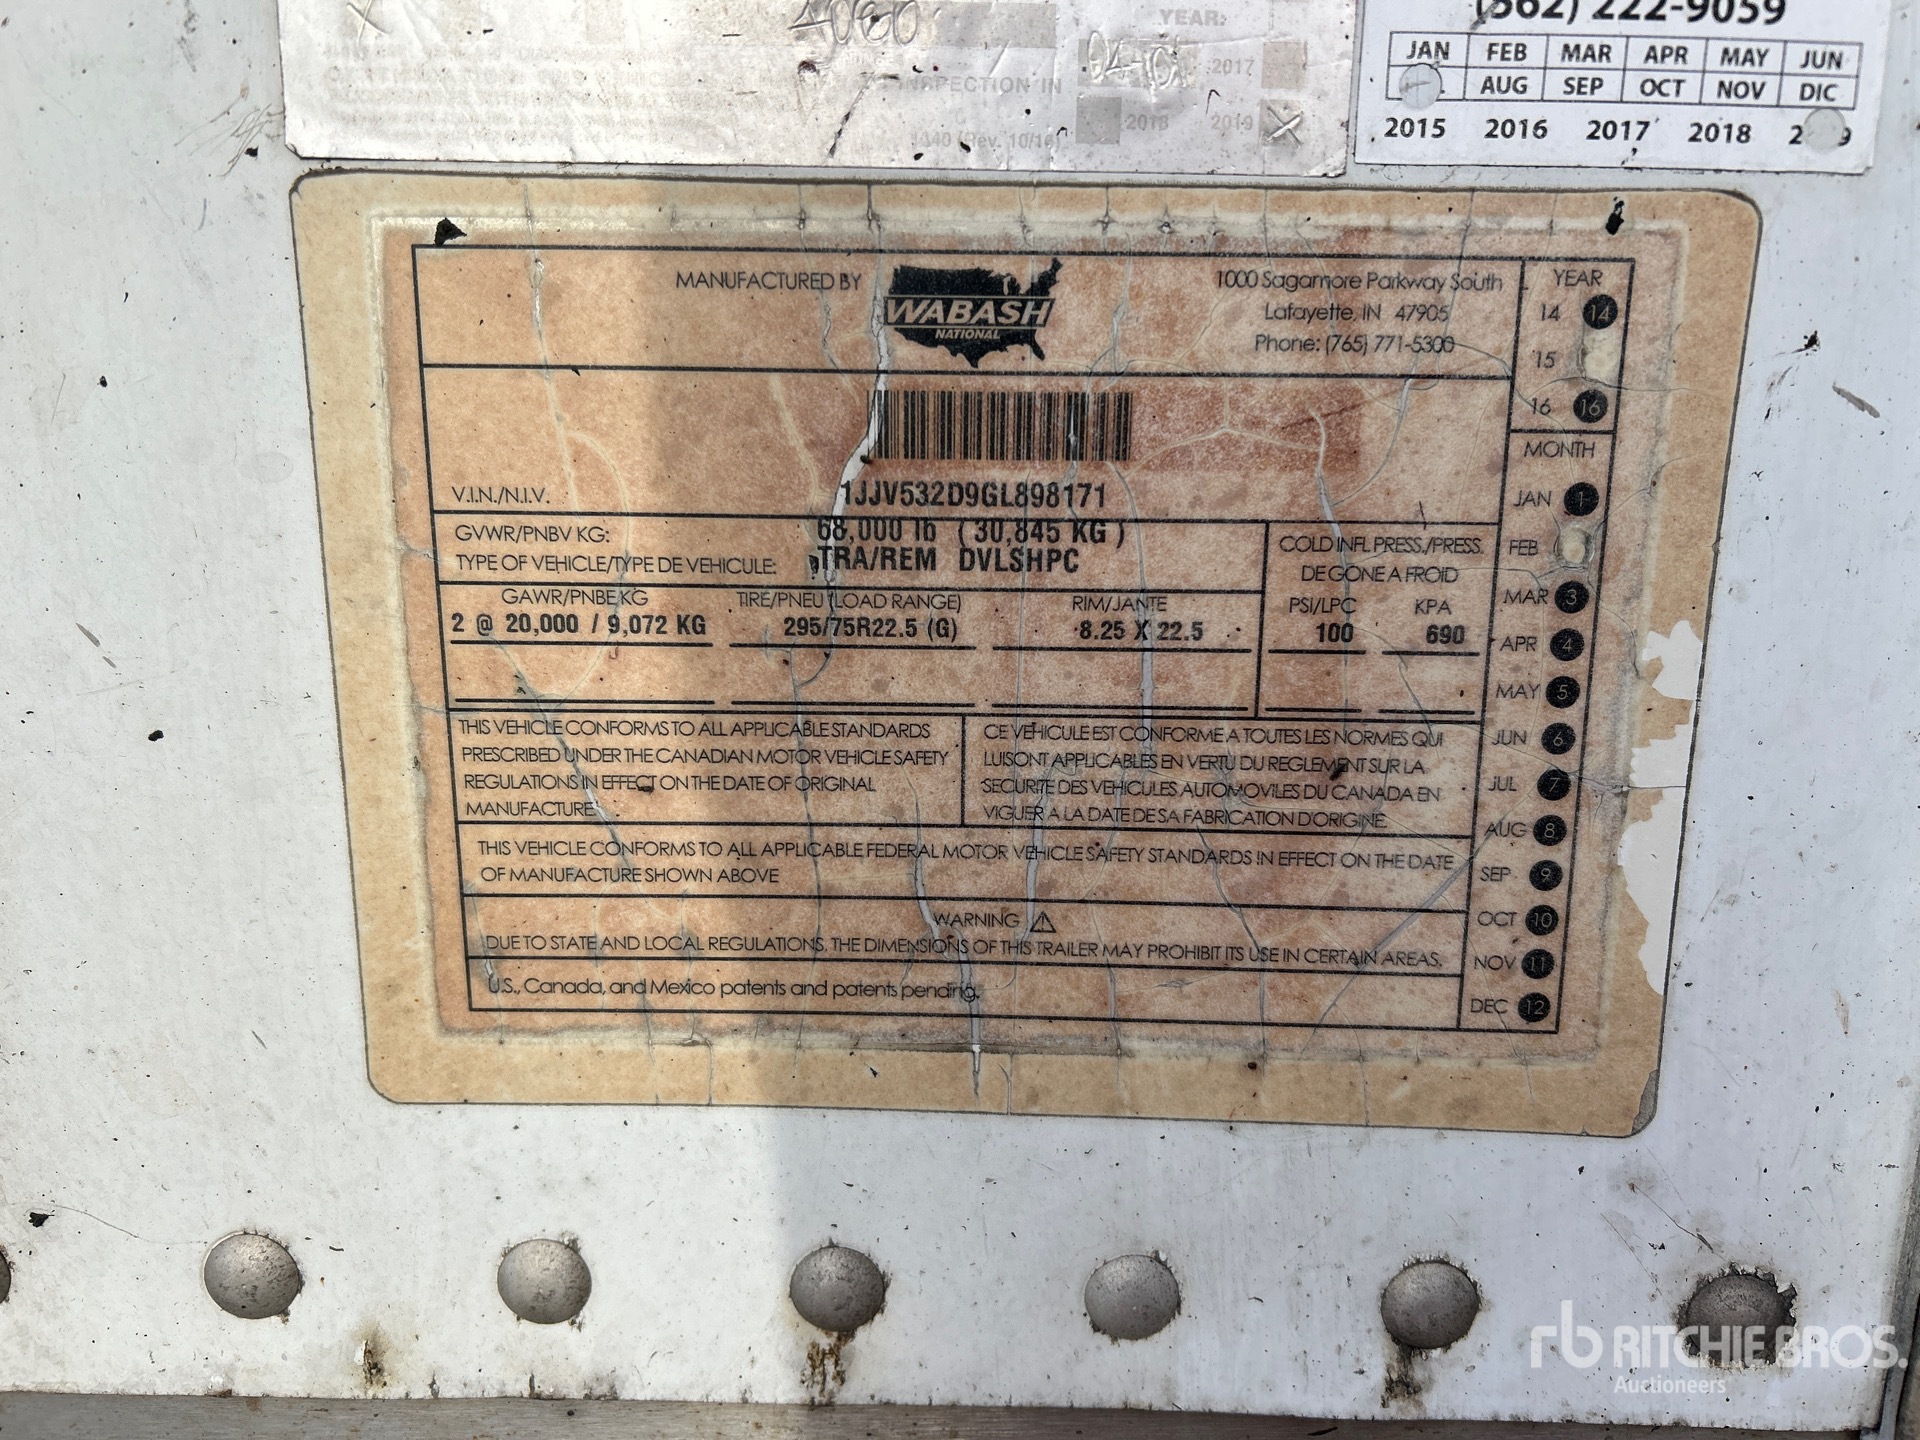 4060
YEAR:
2017
INSPECTION IN
2018 2019
1440 (Rev. 10/16)
(562) 222-9059
JAN FEB MAR APR MAY JUN
AUG SEP OCT NOV DIC
2015 2016 2017 2018 2 9
MANUFACTURED BY
WABASH
NATIONAL
1000 Sagamore Parkway South
Lafayette, IN 47905
Phone: (765) 771-5300
YEAR
14 14
15
16 16
V.I.N./N.I.V. 1JJV532D9GL898171
GVWR/PNBV KG: 68,000 lb ( 30,845 KG )
TYPE OF VEHICLE/TYPE DE VEHICULE: TRA/REM DVLSHPC
COLD INFL PRESS./PRESS.
DE GONE A FROID
GAWR/PNBE KG TIRE/PNEU (LOAD RANGE) RIM/JANTE PSI/LPC KPA
2 @ 20,000 / 9,072 KG 295/75R22.5 (G) 8.25 X 22.5 100 690
THIS VEHICLE CONFORMS TO ALL APPLICABLE STANDARDS
PRESCRIBED UNDER THE CANADIAN MOTOR VEHICLE SAFETY
REGULATIONS IN EFFECT ON THE DATE OF ORIGINAL
MANUFACTURE.
CE VEHICULE EST CONFORME A TOUTES LES NORMES QUI
LUI SONT APPLICABLES EN VERTU DU REGLEMENT SUR LA
SECURITE DES VEHICULES AUTOMOVILES DU CANADA EN
VIGUER A LA DATE DE SA FABRICATION D'ORIGINE.
THIS VEHICLE CONFORMS TO ALL APPLICABLE FEDERAL MOTOR VEHICLE SAFETY STANDARDS IN EFFECT ON THE DATE
OF MANUFACTURE SHOWN ABOVE
WARNING
DUE TO STATE AND LOCAL REGULATIONS, THE DIMENSIONS OF THIS TRAILER MAY PROHIBIT ITS USE IN CERTAIN AREAS.
U.S., Canada, and Mexico patents and patents pending.
MONTH
JAN 1
FEB
MAR 3
APR 4
MAY 5
JUN 6
JUL 7
AUG 8
SEP 9
OCT 10
NOV 11
DEC 12
rb RITCHIE BROS.
Auctioneers